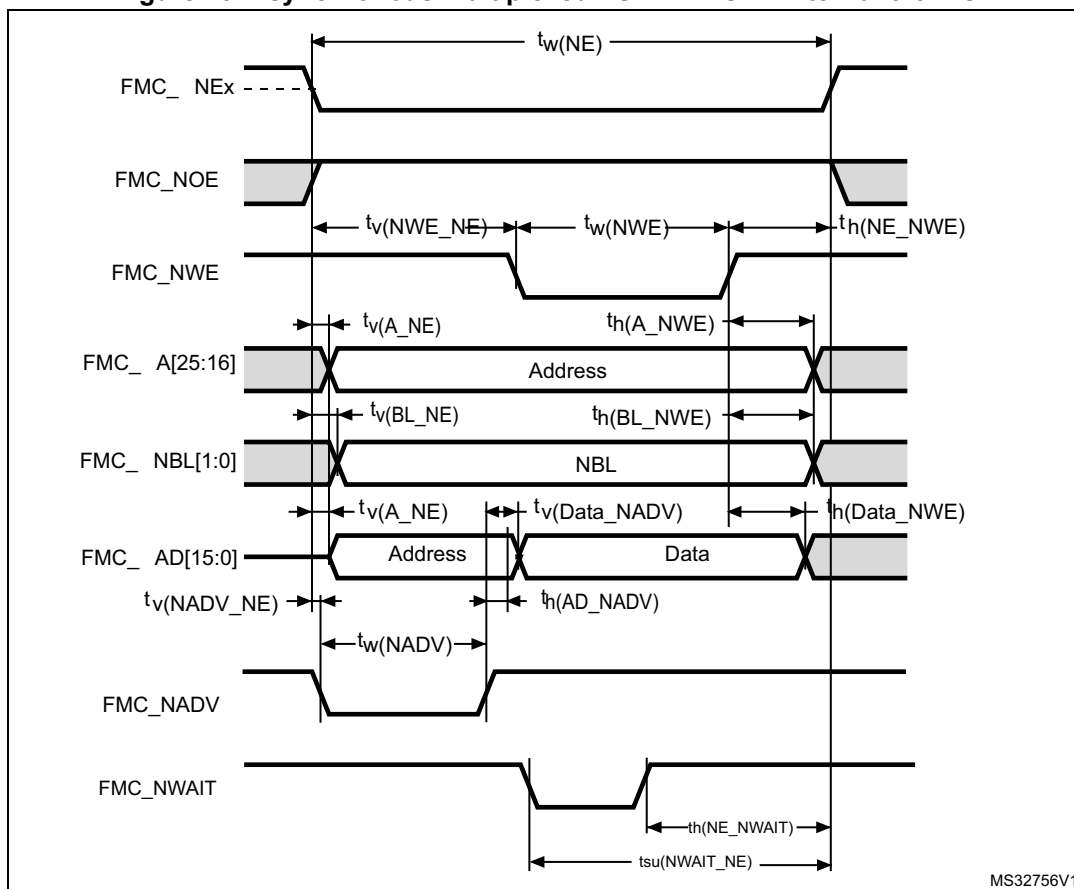 tw(NE)
FMC_ NEx
FMC_NOE
tv(NWE_NE)
tw(NWE)
th(NE_NWE)
FMC_NWE
tv(A_NE)
th(A_NWE)
FMC_ A[25:16]
Address
tv(BL_NE)
th(BL_NWE)
FMC_ NBL[1:0]
NBL
tv(A_NE)
tv(Data_NADV)
th(Data_NWE)
FMC_ AD[15:0]
Address
Data
tv(NADV_NE)
th(AD_NADV)
tw(NADV)
FMC_NADV
FMC_NWAIT
th(NE_NWAIT)
tsu(NWAIT_NE)
MS32756V1